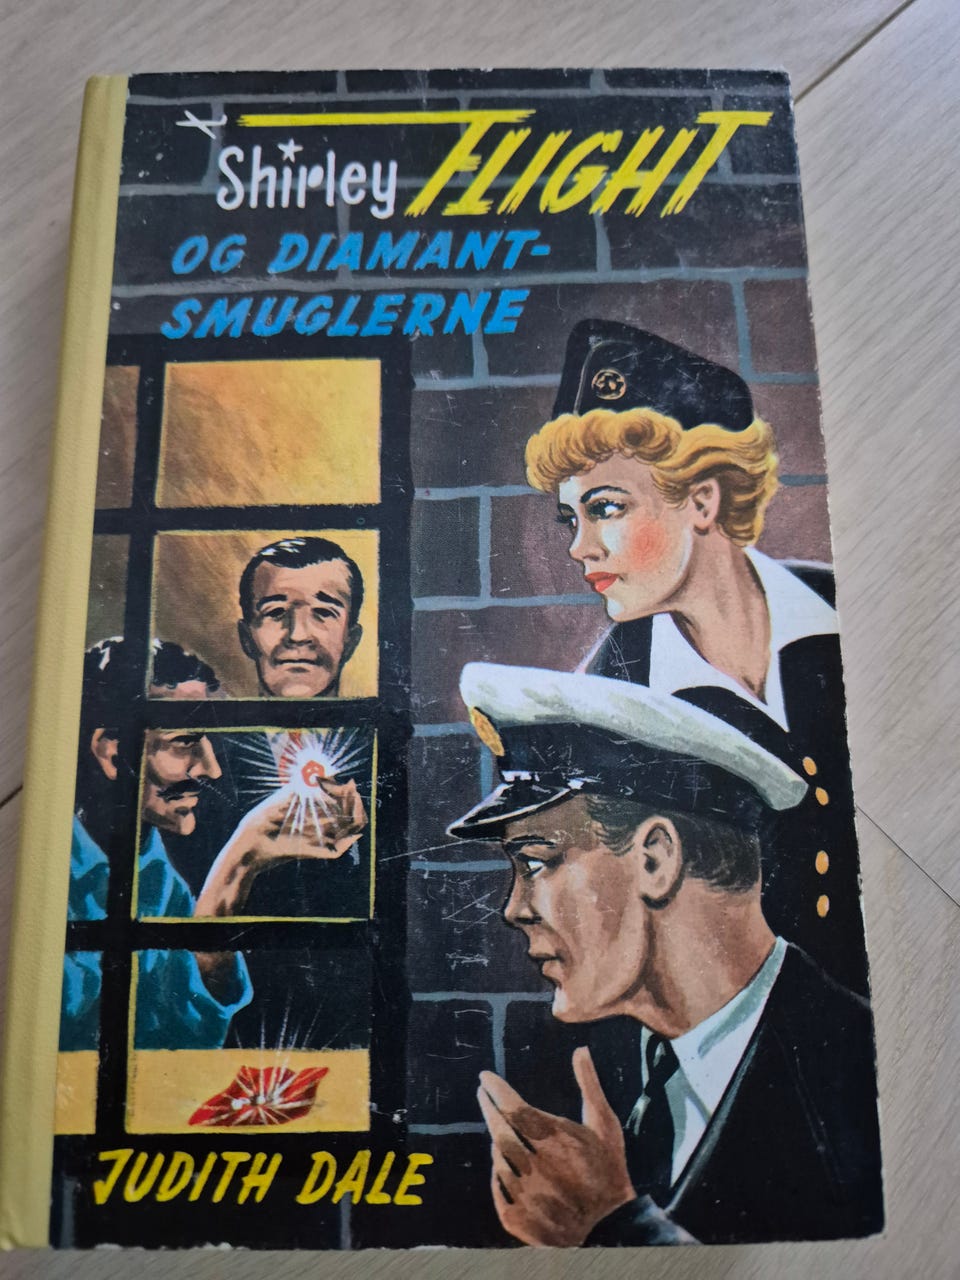 Shirley FLIGHT
OG DIAMANT-
SMUGLERNE
JUDITH DALE